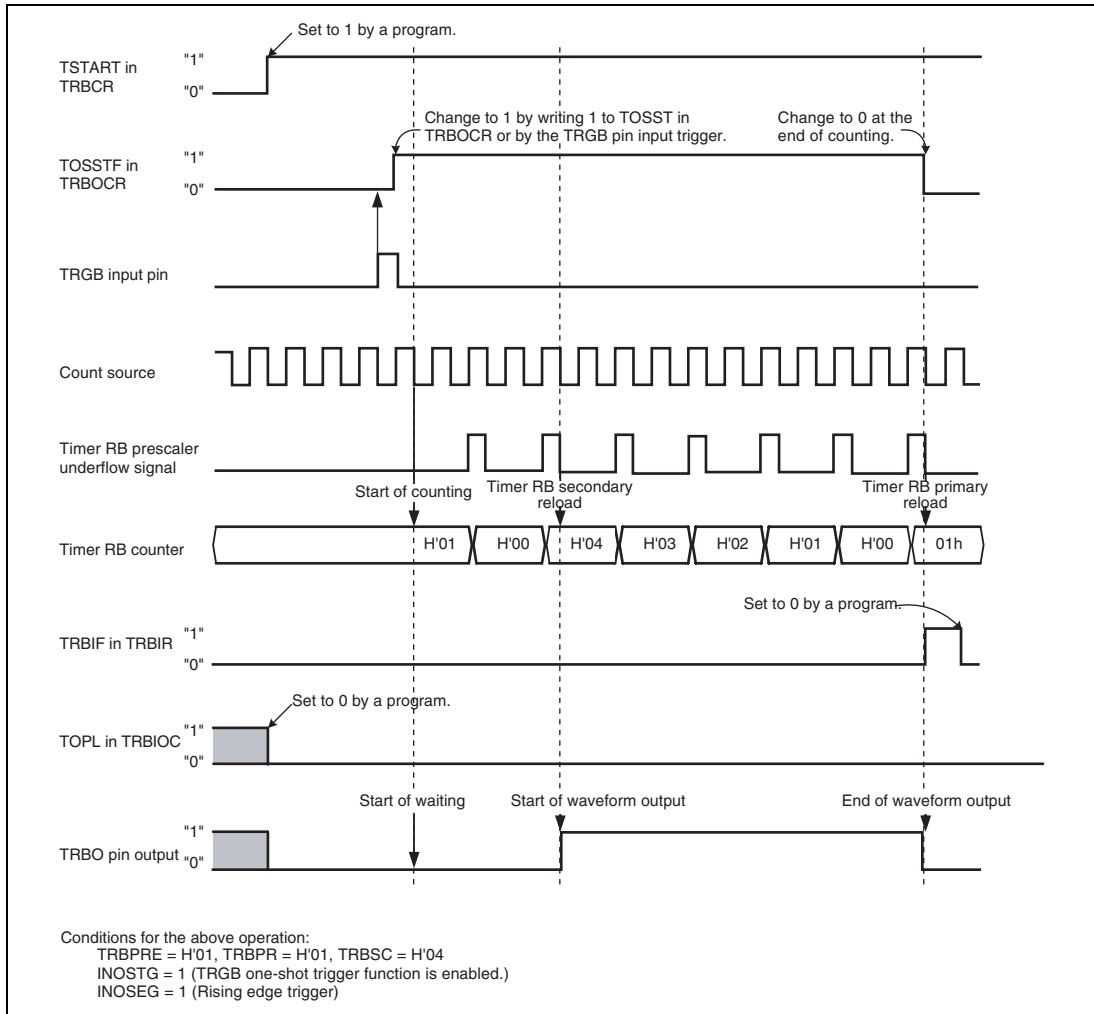 Set to 1 by a program.
TSTART in
TRBCR
"1"
"0"
Change to 1 by writing 1 to TOSST in
TRBOCR or by the TRGB pin input trigger.
Change to 0 at the
end of counting.
TOSSTF in
TRBOCR
"1"
"0"
TRGB input pin
Count source
Timer RB prescaler
underflow signal
Start of counting
Timer RB secondary
reload
Timer RB primary
reload
Timer RB counter
H'01
H'00
H'04
H'03
H'02
H'01
H'00
01h
Set to 0 by a program.
TRBIF in TRBIR
"1"
"0"
Set to 0 by a program.
TOPL in TRBIOC
"1"
"0"
Start of waiting
Start of waveform output
End of waveform output
TRBO pin output
"1"
"0"
Conditions for the above operation:
TRBPRE = H'01, TRBPR = H'01, TRBSC = H'04
INOSTG = 1 (TRGB one-shot trigger function is enabled.)
INOSEG = 1 (Rising edge trigger)